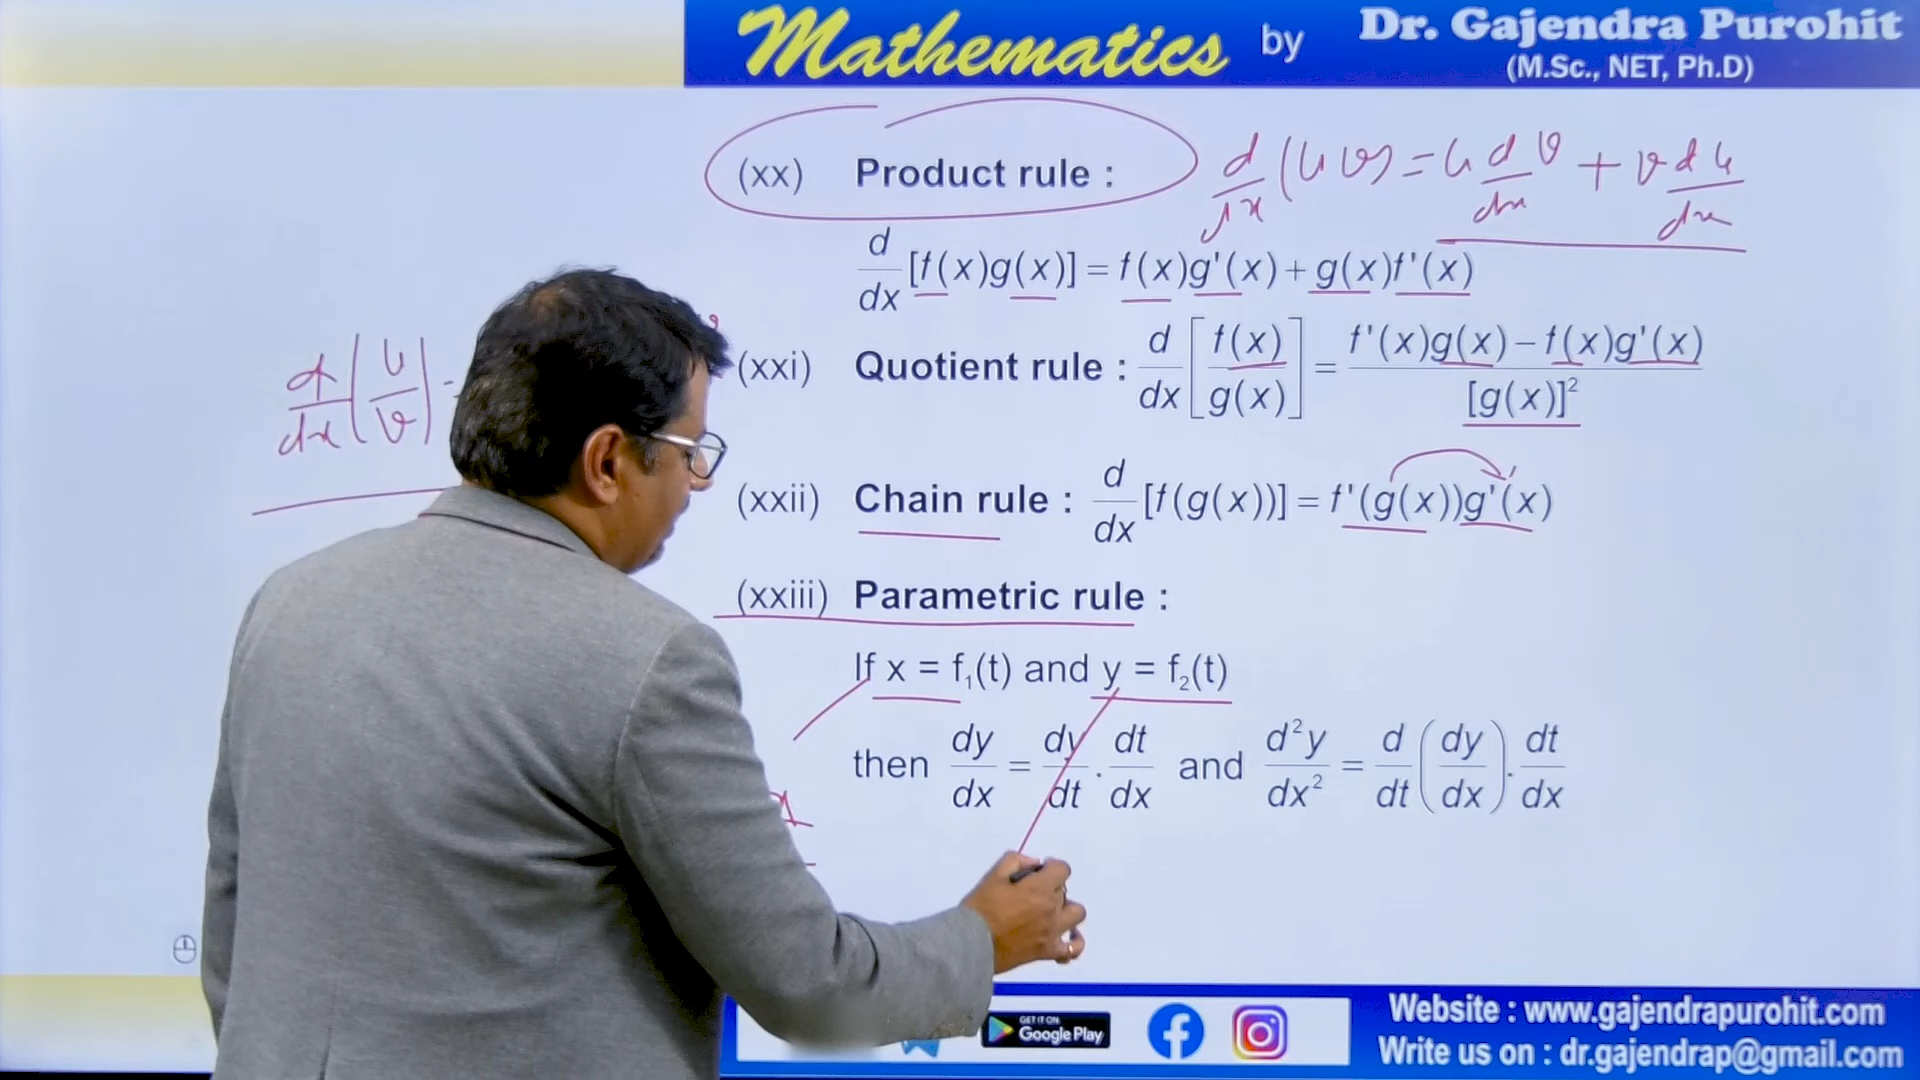 Mathematics by Dr. Gajendra Purohit
(M.Sc., NET, Ph.D)
(xx) Product rule : d/dx (uv) = u dv/dx + v du/dx
d/dx [f(x)g(x)] = f(x)g'(x) + g(x)f'(x)
d/dx (u/v) =
(xxi) Quotient rule : d/dx [f(x)/g(x)] = f'(x)g(x) – f(x)g'(x) / [g(x)]²
(xxii) Chain rule : d/dx [f(g(x))] = f'(g(x))g'(x)
(xxiii) Parametric rule :
If x = f₁(t) and y = f₂(t)
then dy/dx = dy/dt . dt/dx and d²y/dx² = d/dt (dy/dx) . dt/dx
GET IT ON
Google Play
Website : www.gajendrapurohit.com
Write us on : dr.gajendrap@gmail.com